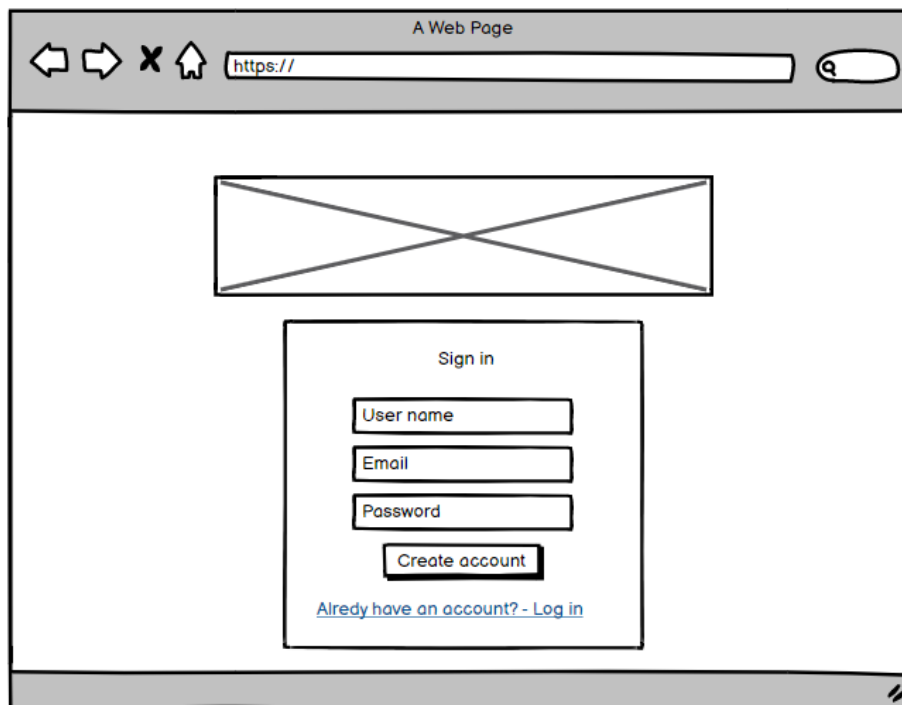 A Web Page
https://
Sign in
User name
Email
Password
Create account
Alredy have an account? - Log in